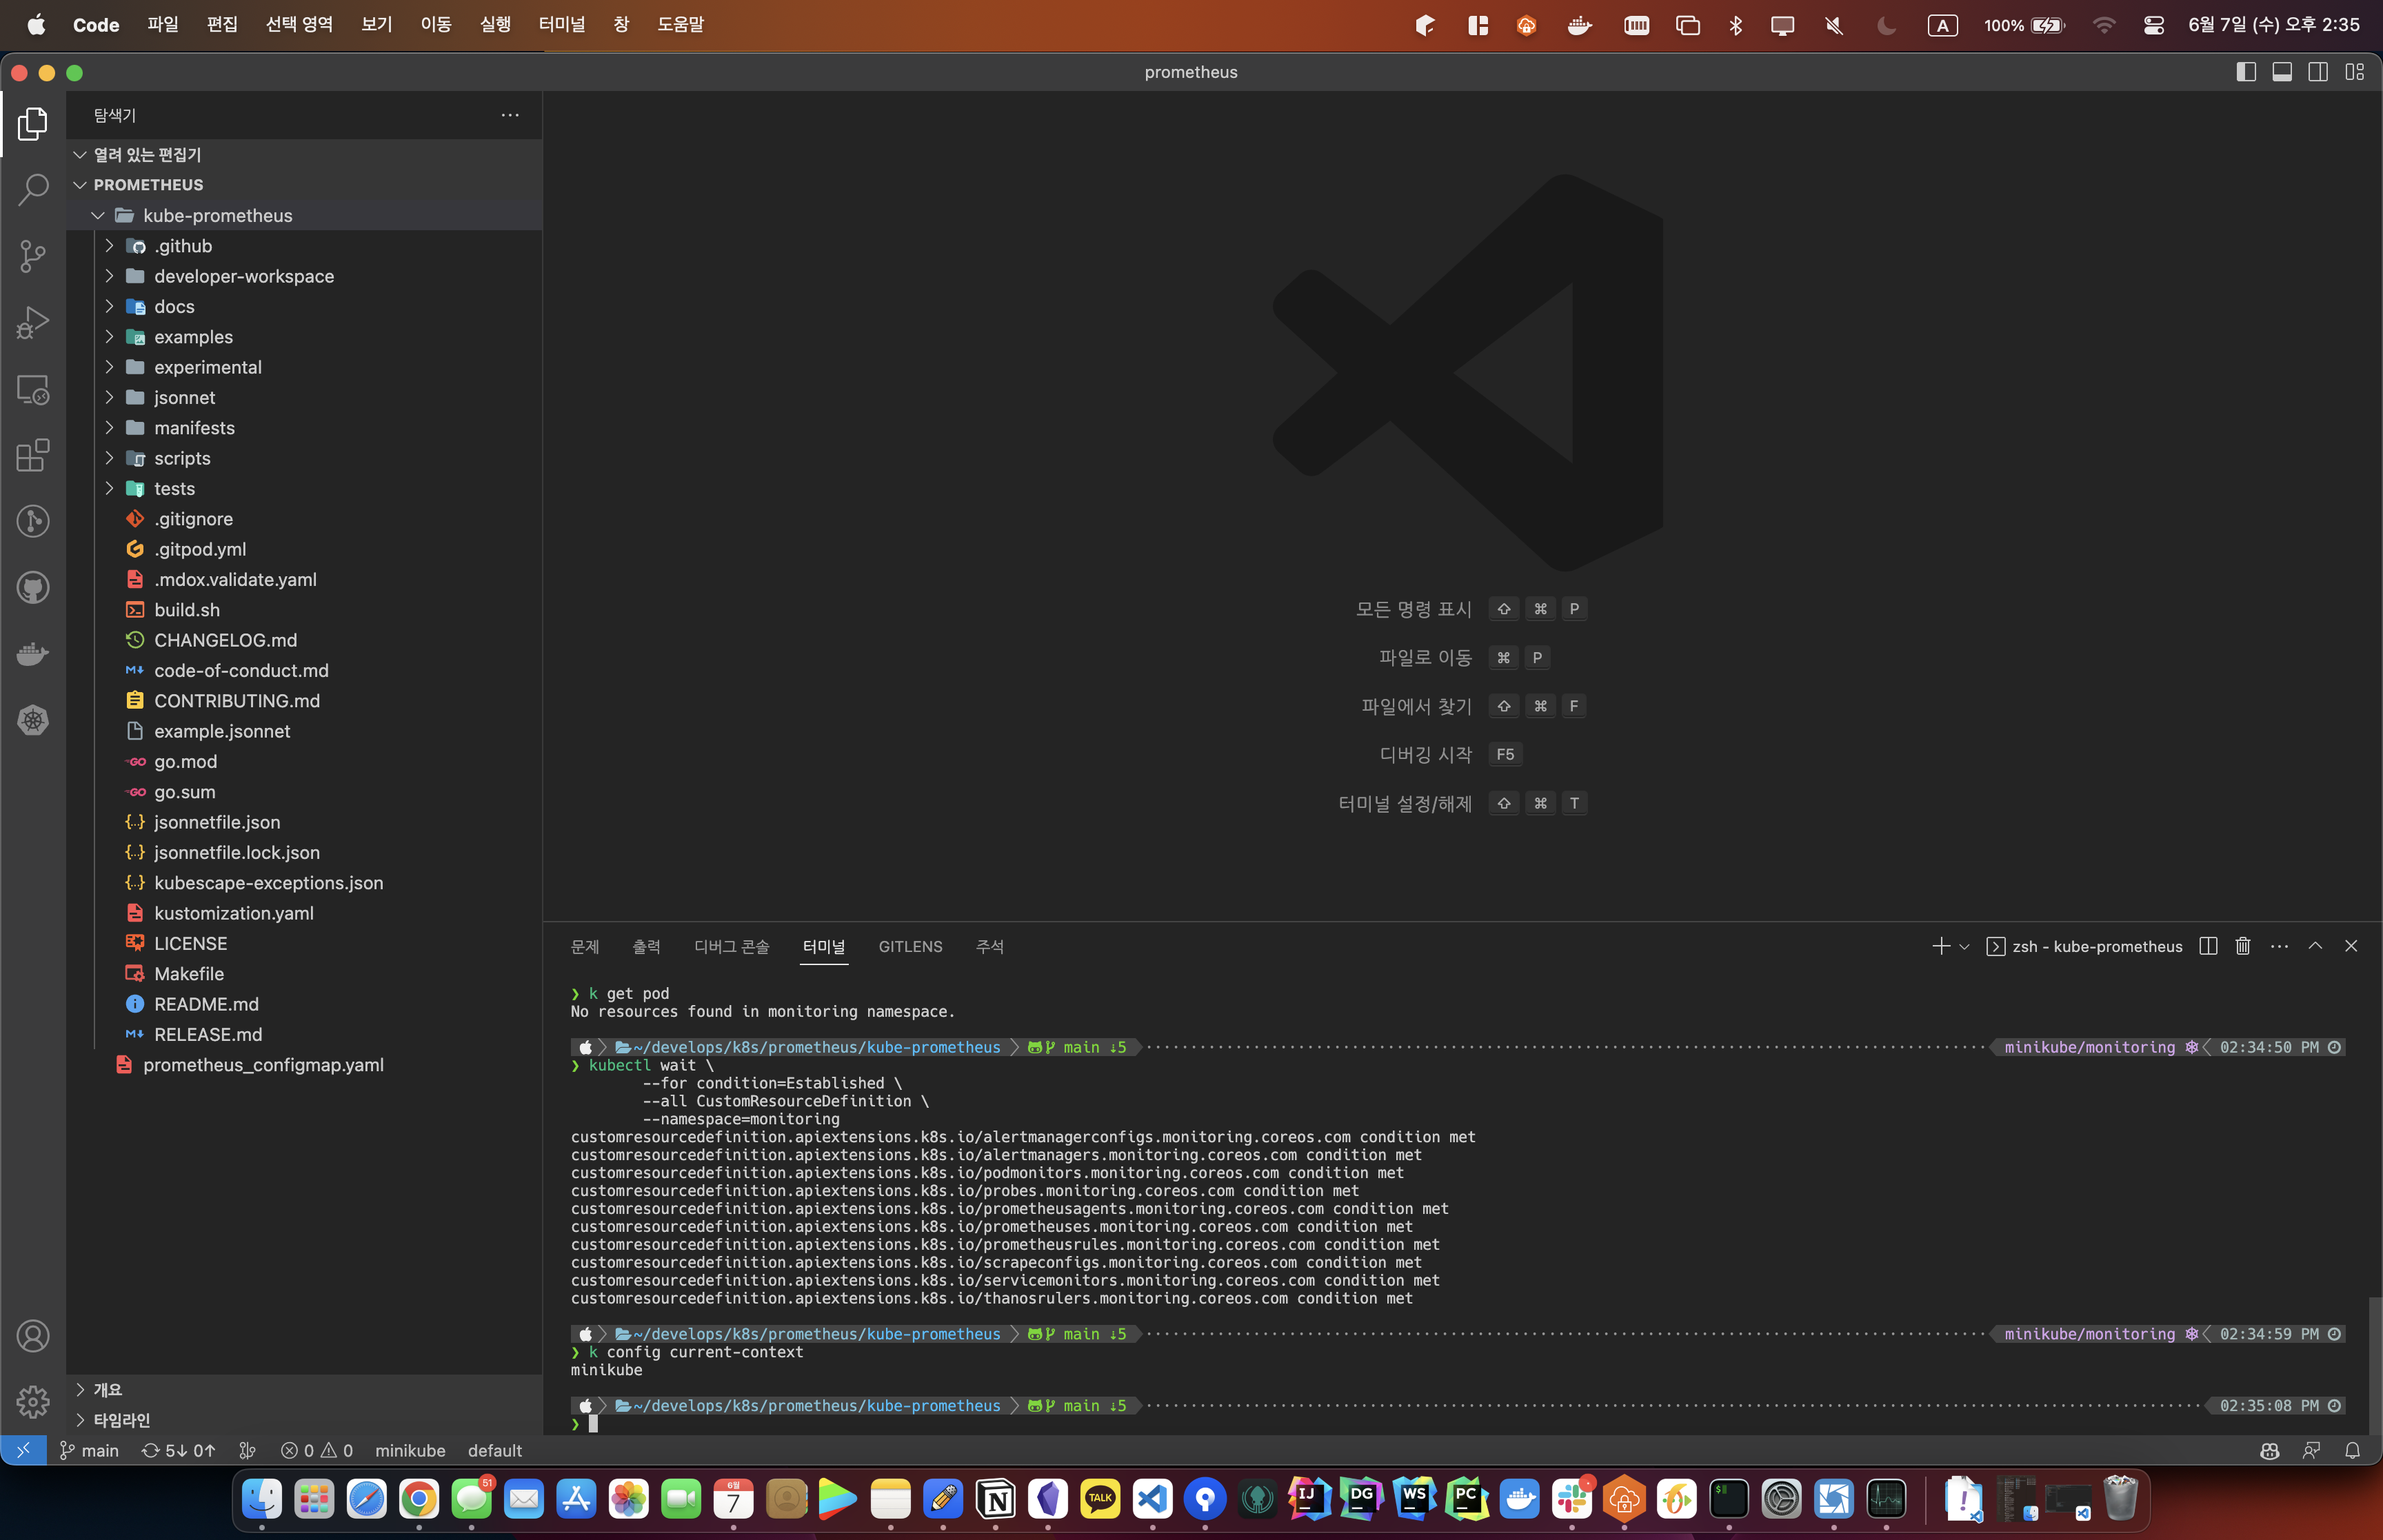 Code 파일 편집 선택 영역 보기 이동 실행 터미널 창 도움말 A 100% 6월 7일 (수) 오후 2:35
prometheus
탐색기 ···
열려 있는 편집기
PROMETHEUS
kube-prometheus
.github
developer-workspace
docs
examples
experimental
jsonnet
manifests
scripts
tests
.gitignore
.gitpod.yml
.mdox.validate.yaml
build.sh
CHANGELOG.md
code-of-conduct.md
CONTRIBUTING.md
example.jsonnet
go.mod
go.sum
jsonnetfile.json
jsonnetfile.lock.json
kubescape-exceptions.json
kustomization.yaml
LICENSE
Makefile
README.md
RELEASE.md
prometheus_configmap.yaml
개요
타임라인
모든 명령 표시 ⇧ ⌘ P
파일로 이동 ⌘ P
파일에서 찾기 ⇧ ⌘ F
디버깅 시작 F5
터미널 설정/해제 ⇧ ⌘ T
문제 출력 디버그 콘솔 터미널 GITLENS 주석 zsh - kube-prometheus
❯ k get pod
No resources found in monitoring namespace.
~/develops/k8s/prometheus/kube-prometheus main ⇣5 minikube/monitoring 02:34:50 PM
❯ kubectl wait \
--for condition=Established \
--all CustomResourceDefinition \
--namespace=monitoring
customresourcedefinition.apiextensions.k8s.io/alertmanagerconfigs.monitoring.coreos.com condition met
customresourcedefinition.apiextensions.k8s.io/alertmanagers.monitoring.coreos.com condition met
customresourcedefinition.apiextensions.k8s.io/podmonitors.monitoring.coreos.com condition met
customresourcedefinition.apiextensions.k8s.io/probes.monitoring.coreos.com condition met
customresourcedefinition.apiextensions.k8s.io/prometheusagents.monitoring.coreos.com condition met
customresourcedefinition.apiextensions.k8s.io/prometheuses.monitoring.coreos.com condition met
customresourcedefinition.apiextensions.k8s.io/prometheusrules.monitoring.coreos.com condition met
customresourcedefinition.apiextensions.k8s.io/scrapeconfigs.monitoring.coreos.com condition met
customresourcedefinition.apiextensions.k8s.io/servicemonitors.monitoring.coreos.com condition met
customresourcedefinition.apiextensions.k8s.io/thanosrulers.monitoring.coreos.com condition met
~/develops/k8s/prometheus/kube-prometheus main ⇣5 minikube/monitoring 02:34:59 PM
❯ k config current-context
minikube
~/develops/k8s/prometheus/kube-prometheus main ⇣5 02:35:08 PM
❯
main 5↓ 0↑ 0 0 minikube default
51 6월 7 TALK IJ DG WS PC